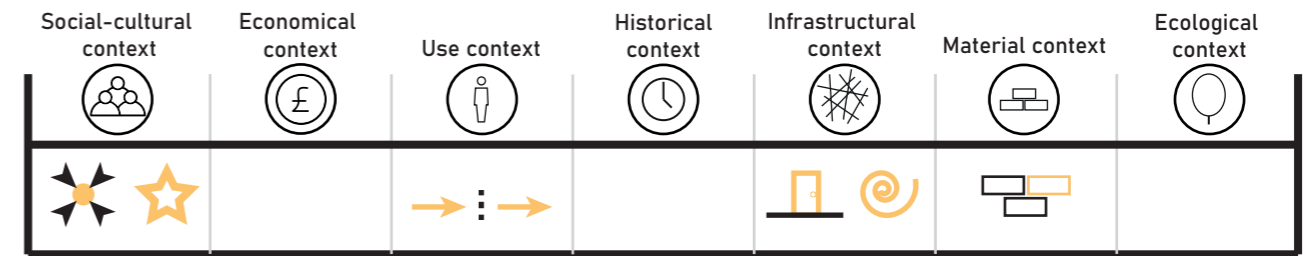 Social-cultural
context
Economical
context
Use context
Historical
context
Infrastructural
context
Material context
Ecological
context
£